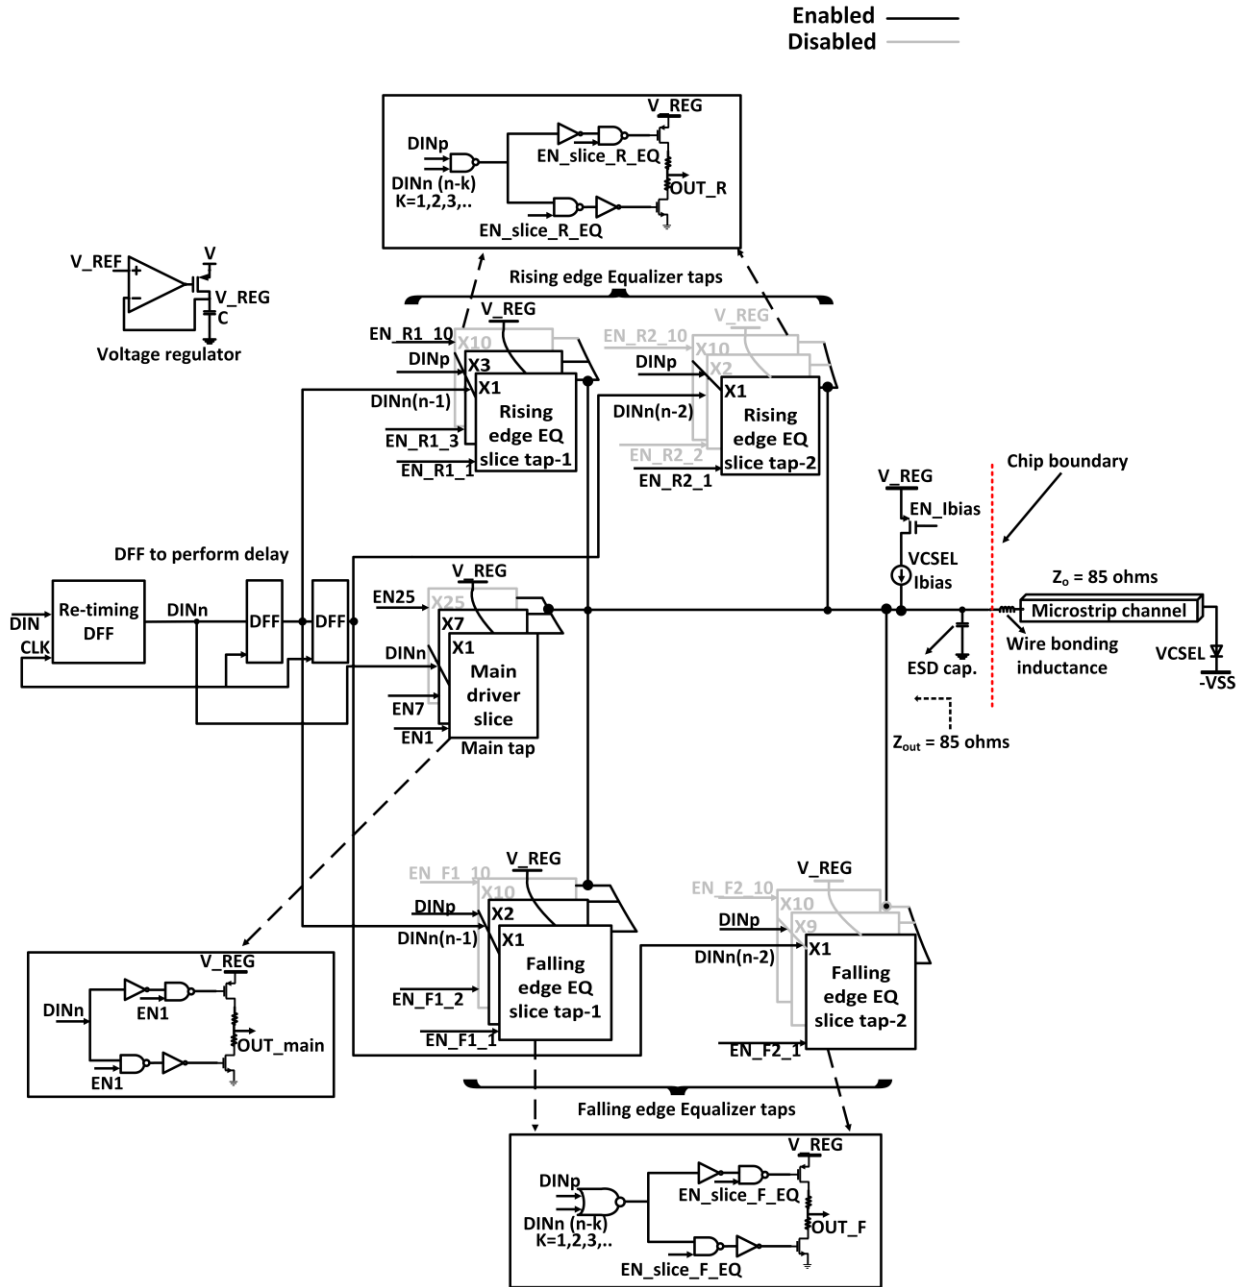 Enabled
Disabled
V_REG
DINp
EN_slice_R_EQ
DINn (n-k)
K=1,2,3,..
OUT_R
EN_slice_R_EQ
V_REF
V
V_REG
C
Voltage regulator
Rising edge Equalizer taps
V_REG
EN_R1_10
X10
DINp
X3
X1
DINn(n-1)
Rising
edge EQ
slice tap-1
EN_R1_3
EN_R1_1
V_REG
EN_R2_10
X10
DINp
X2
X1
DINn(n-2)
Rising
edge EQ
slice tap-2
EN_R2_2
EN_R2_1
Chip boundary
V_REG
EN_Ibias
VCSEL
Ibias
DFF to perform delay
DIN
CLK
Re-timing
DFF
DINn
DFF
DFF
V_REG
EN25
X25
X7
X1
DINn
Main
driver
slice
EN7
EN1
Main tap
Zo = 85 ohms
Microstrip channel
ESD cap.
Wire bonding
inductance
VCSEL
-VSS
Zout = 85 ohms
V_REG
EN_F1_10
X10
DINp
X2
X1
DINn(n-1)
Falling
edge EQ
slice tap-1
EN_F1_2
EN_F1_1
V_REG
EN_F2_10
X10
DINp
X9
X1
DINn(n-2)
Falling
edge EQ
slice tap-2
EN_F2_1
V_REG
DINn
EN1
OUT_main
EN1
Falling edge Equalizer taps
V_REG
DINp
EN_slice_F_EQ
DINn (n-k)
K=1,2,3,..
OUT_F
EN_slice_F_EQ